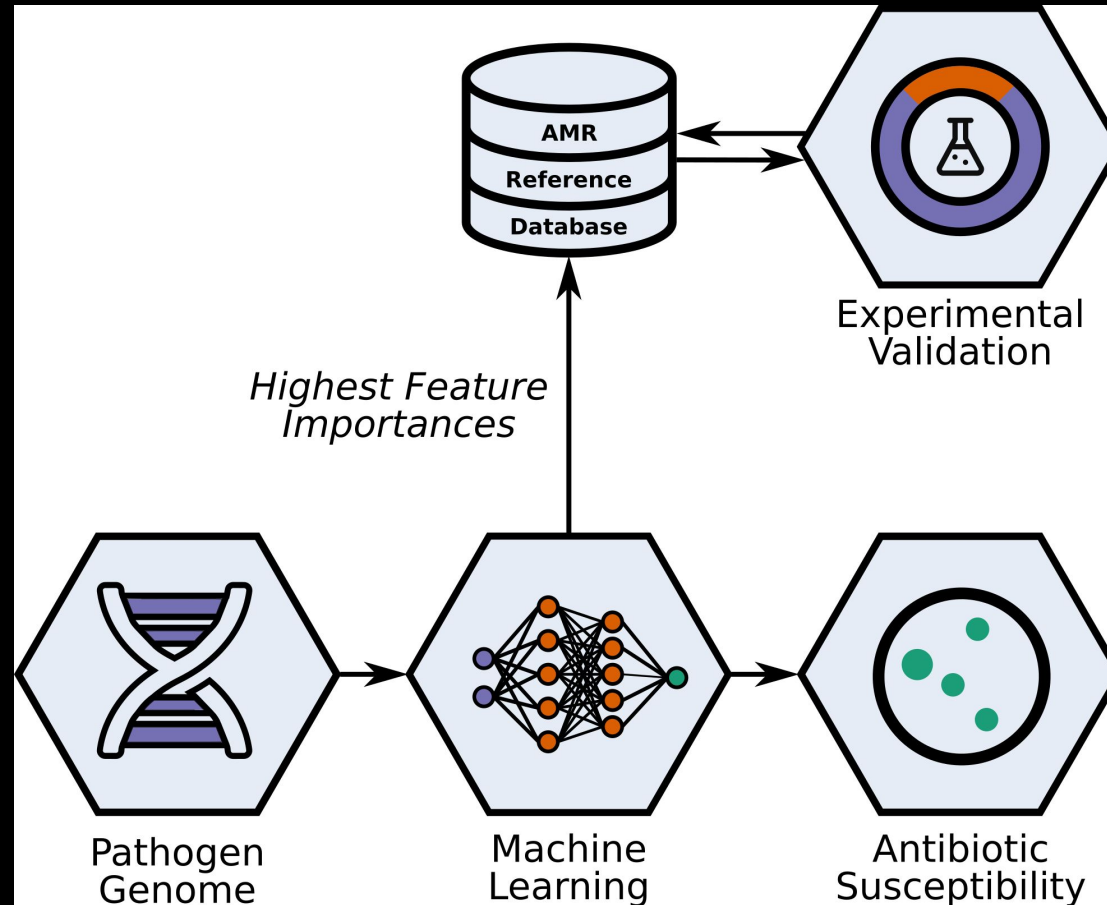 AMR
Reference
Database
Experimental
Validation
Highest Feature
Importances
Pathogen
Genome
Machine
Learning
Antibiotic
Susceptibility